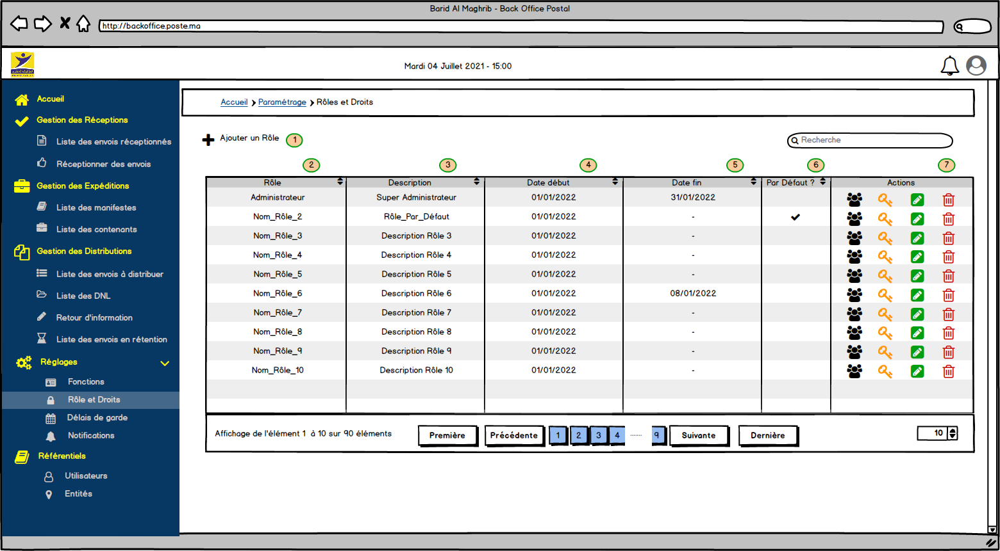 Barid Al Maghrib - Back Office Postal
http://backoffice.poste.ma
Mardi 04 Juillet 2021 - 15:00
Accueil
Gestion des Réceptions
Liste des envois réceptionnés
Réceptionner des envois
Gestion des Expéditions
Liste des manifestes
Liste des contenants
Gestion des Distributions
Liste des envois à distribuer
Liste des DNL
Retour d'information
Liste des envois en rétention
Réglages
Fonctions
Rôle et Droits
Délais de garde
Notifications
Référentiels
Utilisateurs
Entités
Accueil Paramétrage Rôles et Droits
Ajouter un Rôle 1
Recherche
2 3 4 5 6 7
Rôle Description Date début Date fin Par Défaut ? Actions
Administrateur Super Administrateur 01/01/2022 31/01/2022
Nom_Rôle_2 Rôle_Par_Défaut 01/01/2022 -
Nom_Rôle_3 Description Rôle 3 01/01/2022 -
Nom_Rôle_4 Description Rôle 4 01/01/2022 -
Nom_Rôle_5 Description Rôle 5 01/01/2022 -
Nom_Rôle_6 Description Rôle 6 01/01/2022 08/01/2022
Nom_Rôle_7 Description Rôle 7 01/01/2022 -
Nom_Rôle_8 Description Rôle 8 01/01/2022 -
Nom_Rôle_9 Description Rôle 9 01/01/2022 -
Nom_Rôle_10 Description Rôle 10 01/01/2022 -
Affichage de l'élément 1 à 10 sur 90 éléments Première Précédente 1 2 3 4 ....... 9 Suivante Dernière 10